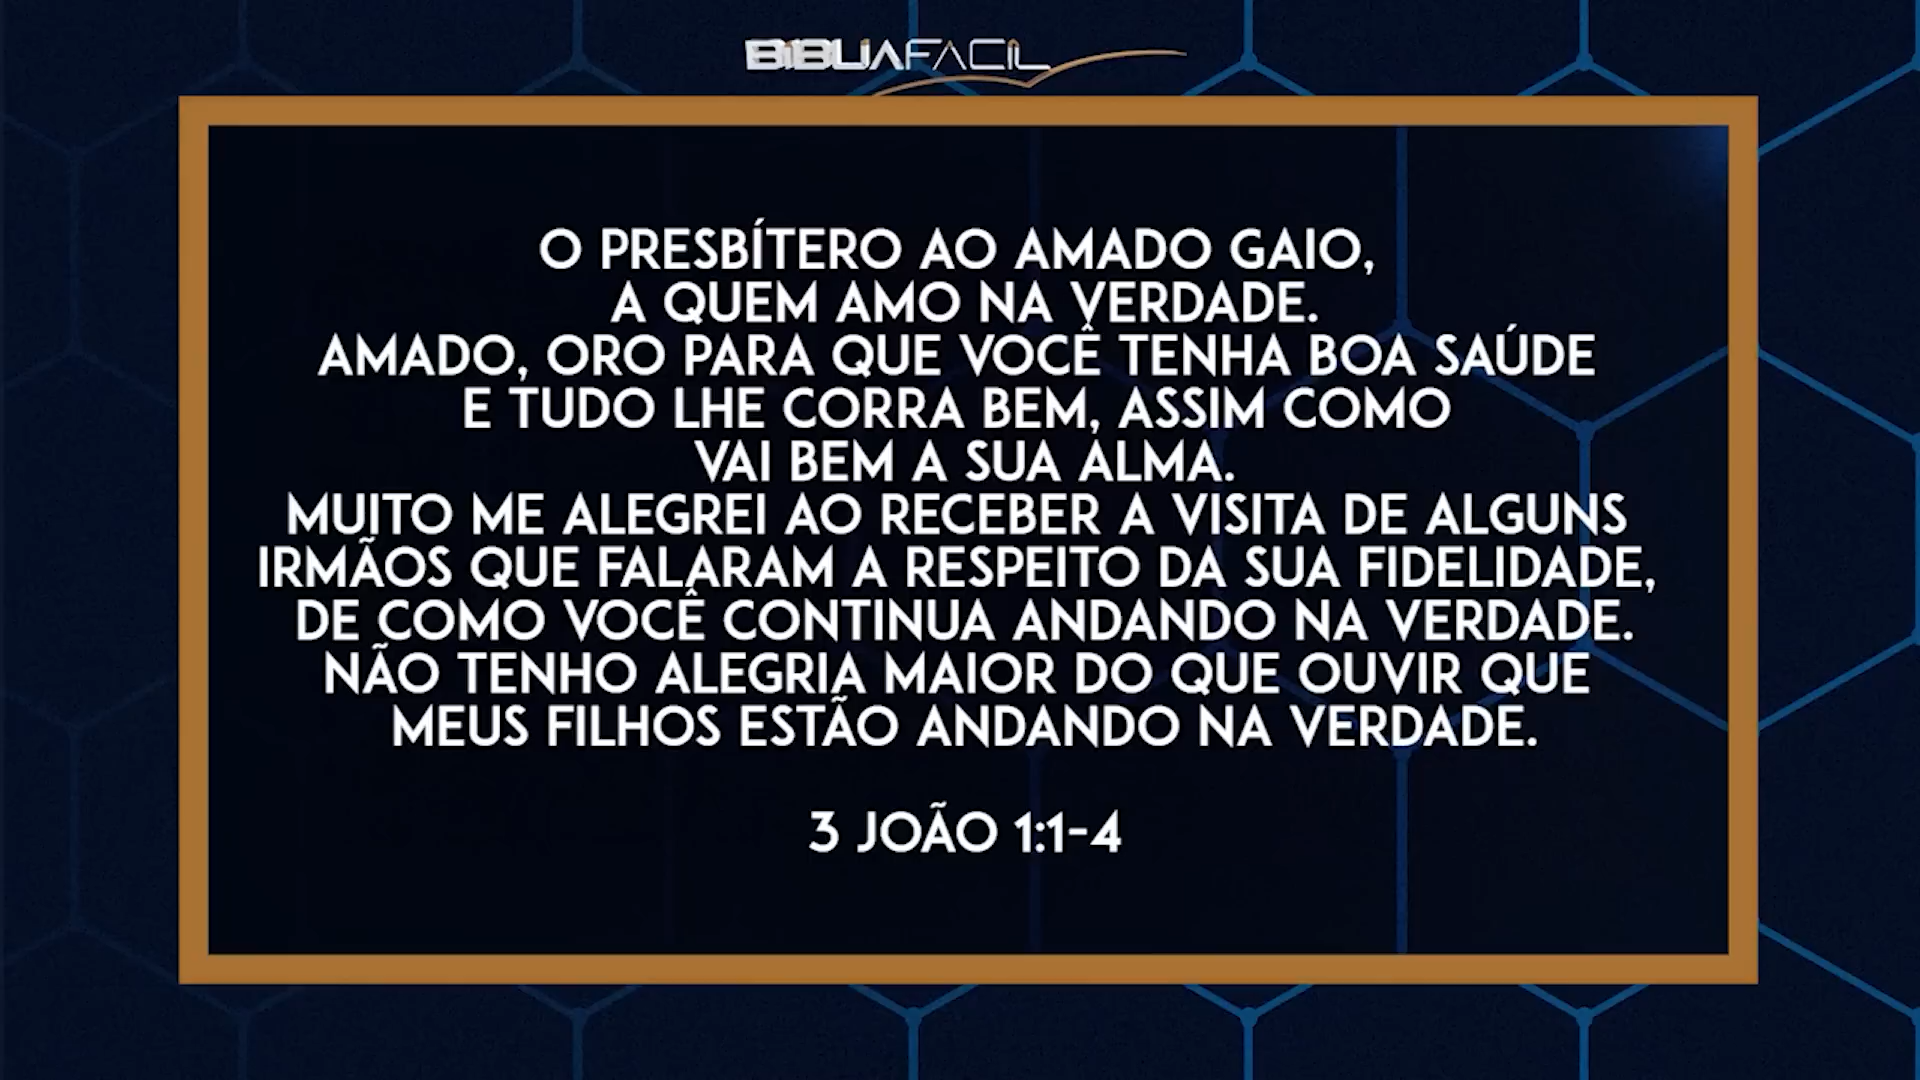 BIBLIAFACIL
O PRESBÍTERO AO AMADO GAIO,
A QUEM AMO NA VERDADE.
AMADO, ORO PARA QUE VOCÊ TENHA BOA SAÚDE
E TUDO LHE CORRA BEM, ASSIM COMO
VAI BEM A SUA ALMA.
MUITO ME ALEGREI AO RECEBER A VISITA DE ALGUNS
IRMÃOS QUE FALARAM A RESPEITO DA SUA FIDELIDADE,
DE COMO VOCÊ CONTINUA ANDANDO NA VERDADE.
NÃO TENHO ALEGRIA MAIOR DO QUE OUVIR QUE
MEUS FILHOS ESTÃO ANDANDO NA VERDADE.
3 JOÃO 1:1-4